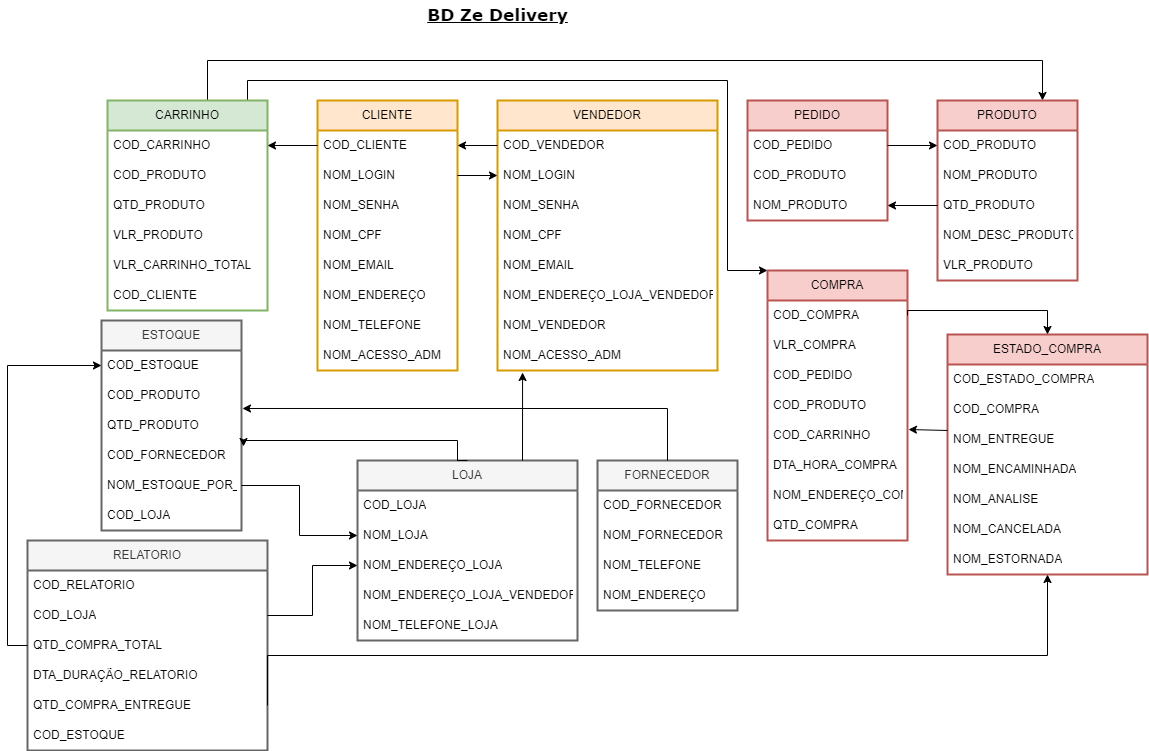 BD Ze Delivery
CARRINHO
COD_CARRINHO
COD_PRODUTO
QTD_PRODUTO
VLR_PRODUTO
VLR_CARRINHO_TOTAL
COD_CLIENTE
CLIENTE
COD_CLIENTE
NOM_LOGIN
NOM_SENHA
NOM_CPF
NOM_EMAIL
NOM_ENDEREÇO
NOM_TELEFONE
NOM_ACESSO_ADM
VENDEDOR
COD_VENDEDOR
NOM_LOGIN
NOM_SENHA
NOM_CPF
NOM_EMAIL
NOM_ENDEREÇO_LOJA_VENDEDOR
NOM_VENDEDOR
NOM_ACESSO_ADM
PEDIDO
COD_PEDIDO
COD_PRODUTO
NOM_PRODUTO
PRODUTO
COD_PRODUTO
NOM_PRODUTO
QTD_PRODUTO
NOM_DESC_PRODUTO
VLR_PRODUTO
COMPRA
COD_COMPRA
VLR_COMPRA
COD_PEDIDO
COD_PRODUTO
COD_CARRINHO
DTA_HORA_COMPRA
NOM_ENDEREÇO_CO
QTD_COMPRA
ESTADO_COMPRA
COD_ESTADO_COMPRA
COD_COMPRA
NOM_ENTREGUE
NOM_ENCAMINHADA
NOM_ANALISE
NOM_CANCELADA
NOM_ESTORNADA
ESTOQUE
COD_ESTOQUE
COD_PRODUTO
QTD_PRODUTO
COD_FORNECEDOR
NOM_ESTOQUE_POR_
COD_LOJA
LOJA
COD_LOJA
NOM_LOJA
NOM_ENDEREÇO_LOJA
NOM_ENDEREÇO_LOJA_VENDEDOR
NOM_TELEFONE_LOJA
FORNECEDOR
COD_FORNECEDOR
NOM_FORNECEDOR
NOM_TELEFONE
NOM_ENDEREÇO
RELATORIO
COD_RELATORIO
COD_LOJA
QTD_COMPRA_TOTAL
DTA_DURAÇÃO_RELATORIO
QTD_COMPRA_ENTREGUE
COD_ESTOQUE